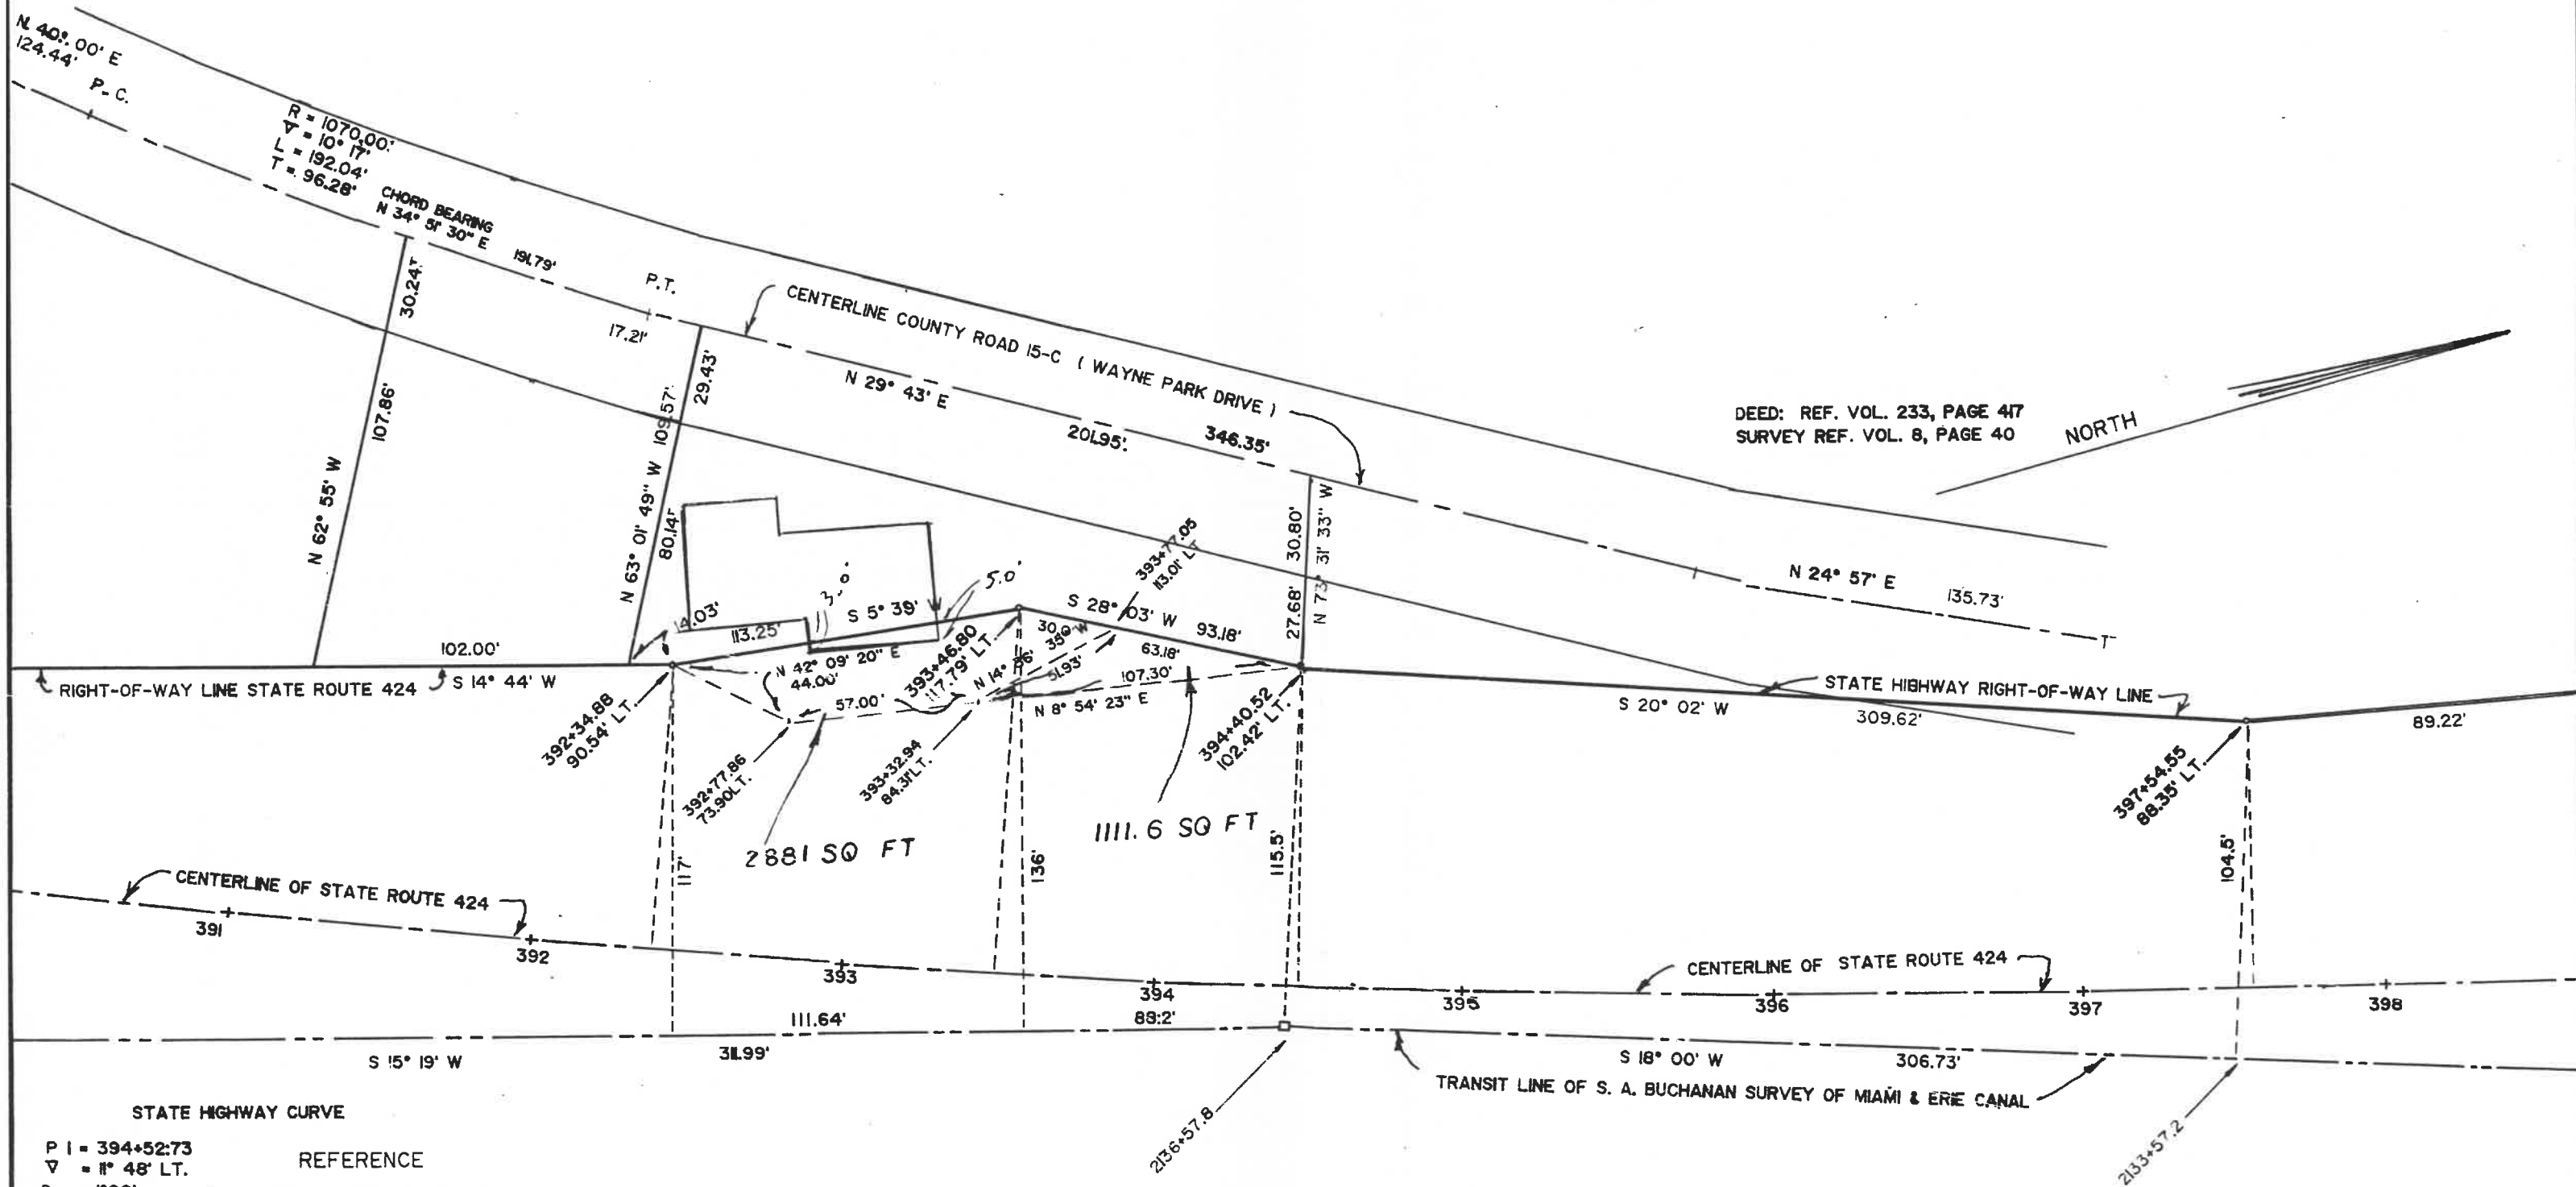 N. 40° 00' E
124.44'
P.C.
R = 1070.00'
∇ = 10° 17'
L = 192.04'
T = 96.28'
CHORD BEARING
N 34° 51' 30" E
191.79'
P.T.
17.21'
CENTERLINE COUNTY ROAD 15-C ( WAYNE PARK DRIVE )
N 29° 43' E
201.95'
346.35'
DEED: REF. VOL. 233, PAGE 417
SURVEY REF. VOL. 8, PAGE 40
NORTH
30.24'
107.86'
N 62° 55' W
29.43'
109.57'
N 63° 01' 49" W
80.14'
30.80'
27.68'
N 73° 31' 33" W
N 24° 57' E
135.73'
393+77.05
113.01' LT.
14.03'
113.25'
3.0'
S 5° 39'
5.0'
S 28° 03' W
93.18'
30.0
63.18'
51.93'
107.30'
N 8° 54' 23" E
N 42° 09' 20" E
44.00'
57.00'
393+46.80
117.79' LT.
102.00'
RIGHT-OF-WAY LINE STATE ROUTE 424
S 14° 44' W
392+34.88
90.54' LT.
392+77.86
73.90 LT.
393+32.94
84.31' LT.
394+40.52
102.42' LT.
STATE HIGHWAY RIGHT-OF-WAY LINE
S 20° 02' W
309.62'
89.22'
397+54.55
88.35' LT.
2881 SQ FT
1111.6 SQ FT
117'
136'
115.5'
104.5'
CENTERLINE OF STATE ROUTE 424
391
392
393
394
395
396
397
398
CENTERLINE OF STATE ROUTE 424
111.64'
89.2'
S 15° 19' W
311.99'
S 18° 00' W
306.73'
TRANSIT LINE OF S. A. BUCHANAN SURVEY OF MIAMI & ERIE CANAL
2136+57.8
2133+57.2
STATE HIGHWAY CURVE
P I = 394+52.73
∇ = 11° 48' LT.
REFERENCE